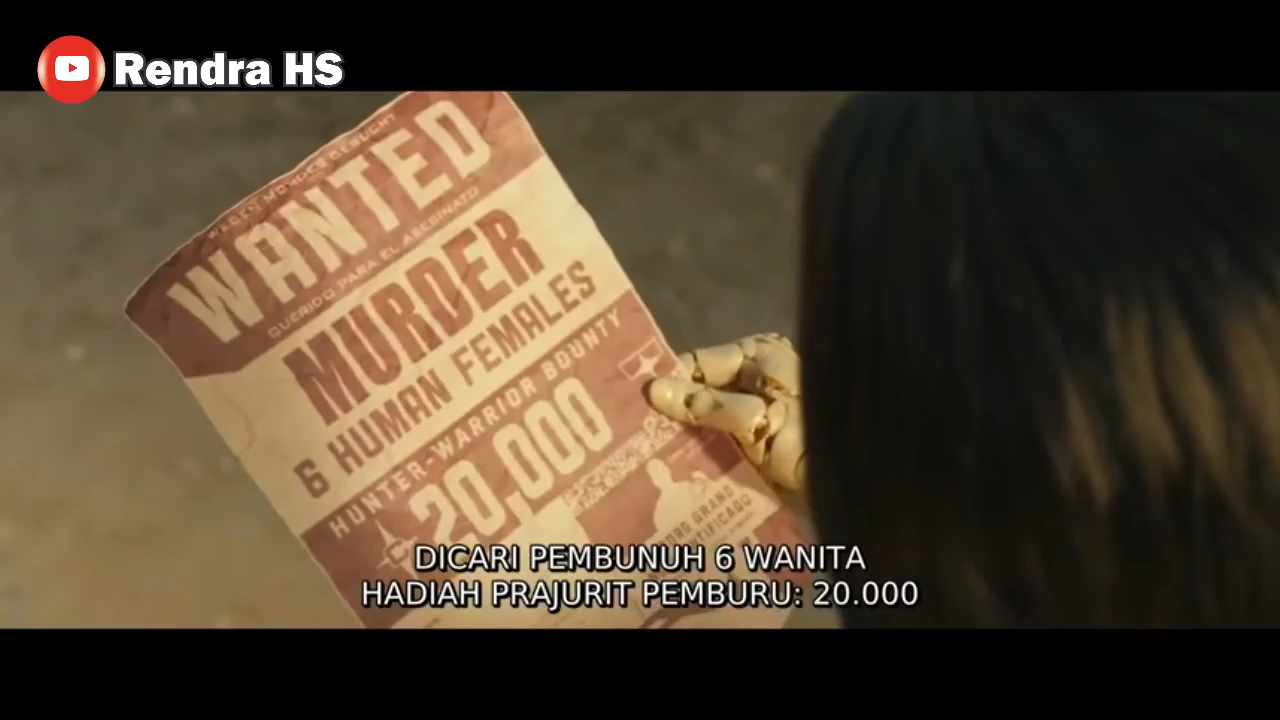 Rendra HS
WANTED
QUERIDO PARA EL ASESINATO
MURDER
6 HUMAN FEMALES
HUNTER-WARRIOR BOUNTY
20,000
DICARI PEMBUNUH 6 WANITA
HADIAH PRAJURIT PEMBURU: 20.000